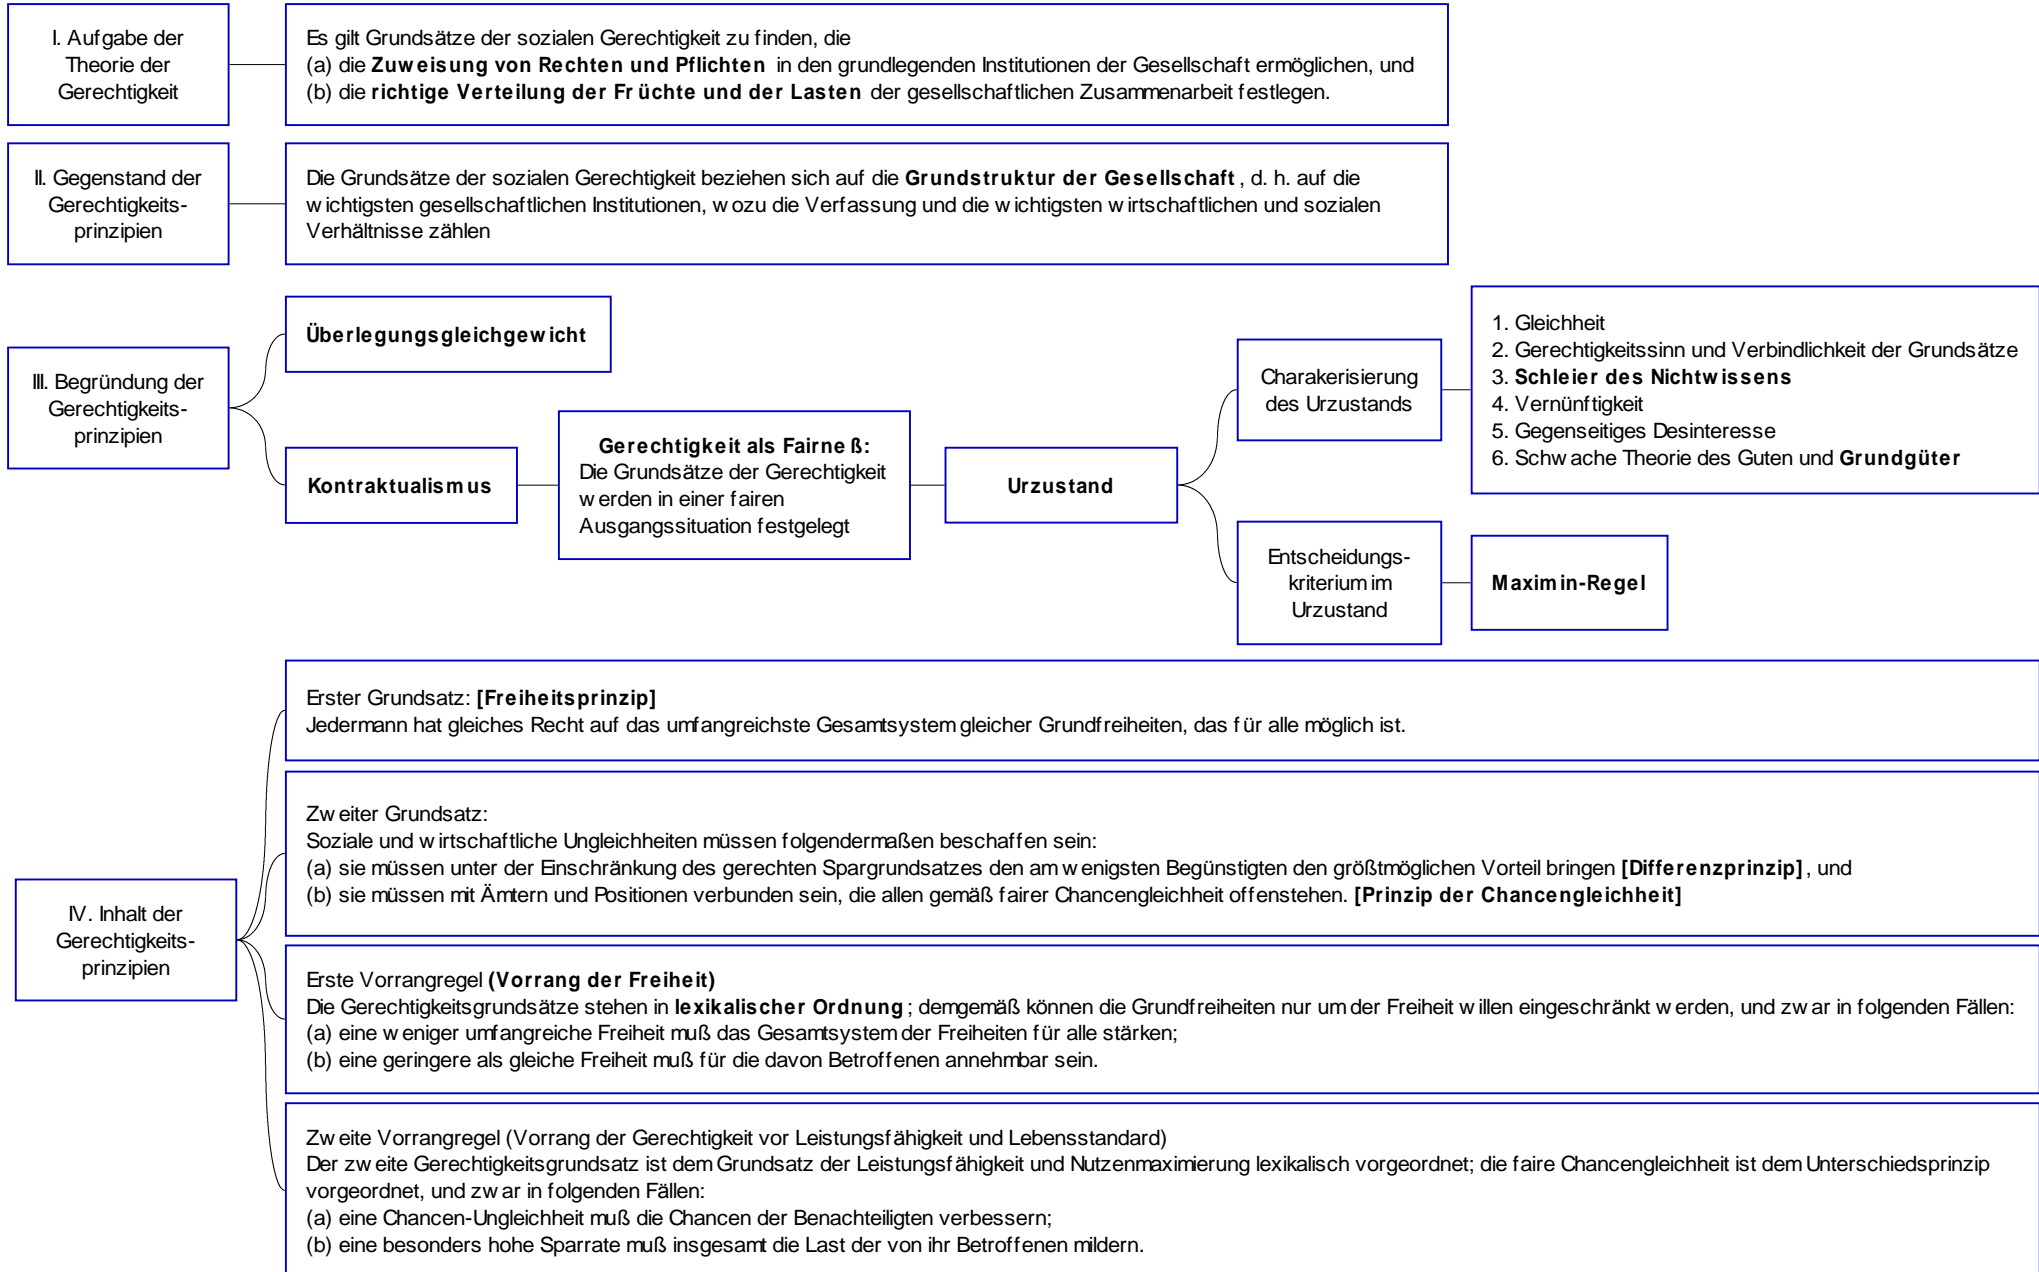 I. Aufgabe der
Theorie der
Gerechtigkeit
Es gilt Grundsätze der sozialen Gerechtigkeit zu finden, die
(a) die Zuweisung von Rechten und Pflichten in den grundlegenden Institutionen der Gesellschaft ermöglichen, und
(b) die richtige Verteilung der Früchte und der Lasten der gesellschaftlichen Zusammenarbeit festlegen.
II. Gegenstand der
Gerechtigkeits-
prinzipien
Die Grundsätze der sozialen Gerechtigkeit beziehen sich auf die Grundstruktur der Gesellschaft, d. h. auf die
wichtigsten gesellschaftlichen Institutionen, wozu die Verfassung und die wichtigsten wirtschaftlichen und sozialen
Verhältnisse zählen
III. Begründung der
Gerechtigkeits-
prinzipien
Überlegungsgleichgewicht
Kontraktualismus
Gerechtigkeit als Fairneß:
Die Grundsätze der Gerechtigkeit
werden in einer fairen
Ausgangssituation festgelegt
Urzustand
Charakerisierung
des Urzustands
1. Gleichheit
2. Gerechtigkeitssinn und Verbindlichkeit der Grundsätze
3. Schleier des Nichtwissens
4. Vernünftigkeit
5. Gegenseitiges Desinteresse
6. Schwache Theorie des Guten und Grundgüter
Entscheidungs-
kriterium im
Urzustand
Maximin-Regel
IV. Inhalt der
Gerechtigkeits-
prinzipien
Erster Grundsatz: [Freiheitsprinzip]
Jedermann hat gleiches Recht auf das umfangreichste Gesamtsystem gleicher Grundfreiheiten, das für alle möglich ist.
Zweiter Grundsatz:
Soziale und wirtschaftliche Ungleichheiten müssen folgendermaßen beschaffen sein:
(a) sie müssen unter der Einschränkung des gerechten Spargrundsatzes den am wenigsten Begünstigten den größtmöglichen Vorteil bringen [Differenzprinzip], und
(b) sie müssen mit Ämtern und Positionen verbunden sein, die allen gemäß fairer Chancengleichheit offenstehen. [Prinzip der Chancengleichheit]
Erste Vorrangregel (Vorrang der Freiheit)
Die Gerechtigkeitsgrundsätze stehen in lexikalischer Ordnung; demgemäß können die Grundfreiheiten nur um der Freiheit willen eingeschränkt werden, und zwar in folgenden Fällen:
(a) eine weniger umfangreiche Freiheit muß das Gesamtsystem der Freiheiten für alle stärken;
(b) eine geringere als gleiche Freiheit muß für die davon Betroffenen annehmbar sein.
Zweite Vorrangregel (Vorrang der Gerechtigkeit vor Leistungsfähigkeit und Lebensstandard)
Der zweite Gerechtigkeitsgrundsatz ist dem Grundsatz der Leistungsfähigkeit und Nutzenmaximierung lexikalisch vorgeordnet; die faire Chancengleichheit ist dem Unterschiedsprinzip
vorgeordnet, und zwar in folgenden Fällen:
(a) eine Chancen-Ungleichheit muß die Chancen der Benachteiligten verbessern;
(b) eine besonders hohe Sparrate muß insgesamt die Last der von ihr Betroffenen mildern.